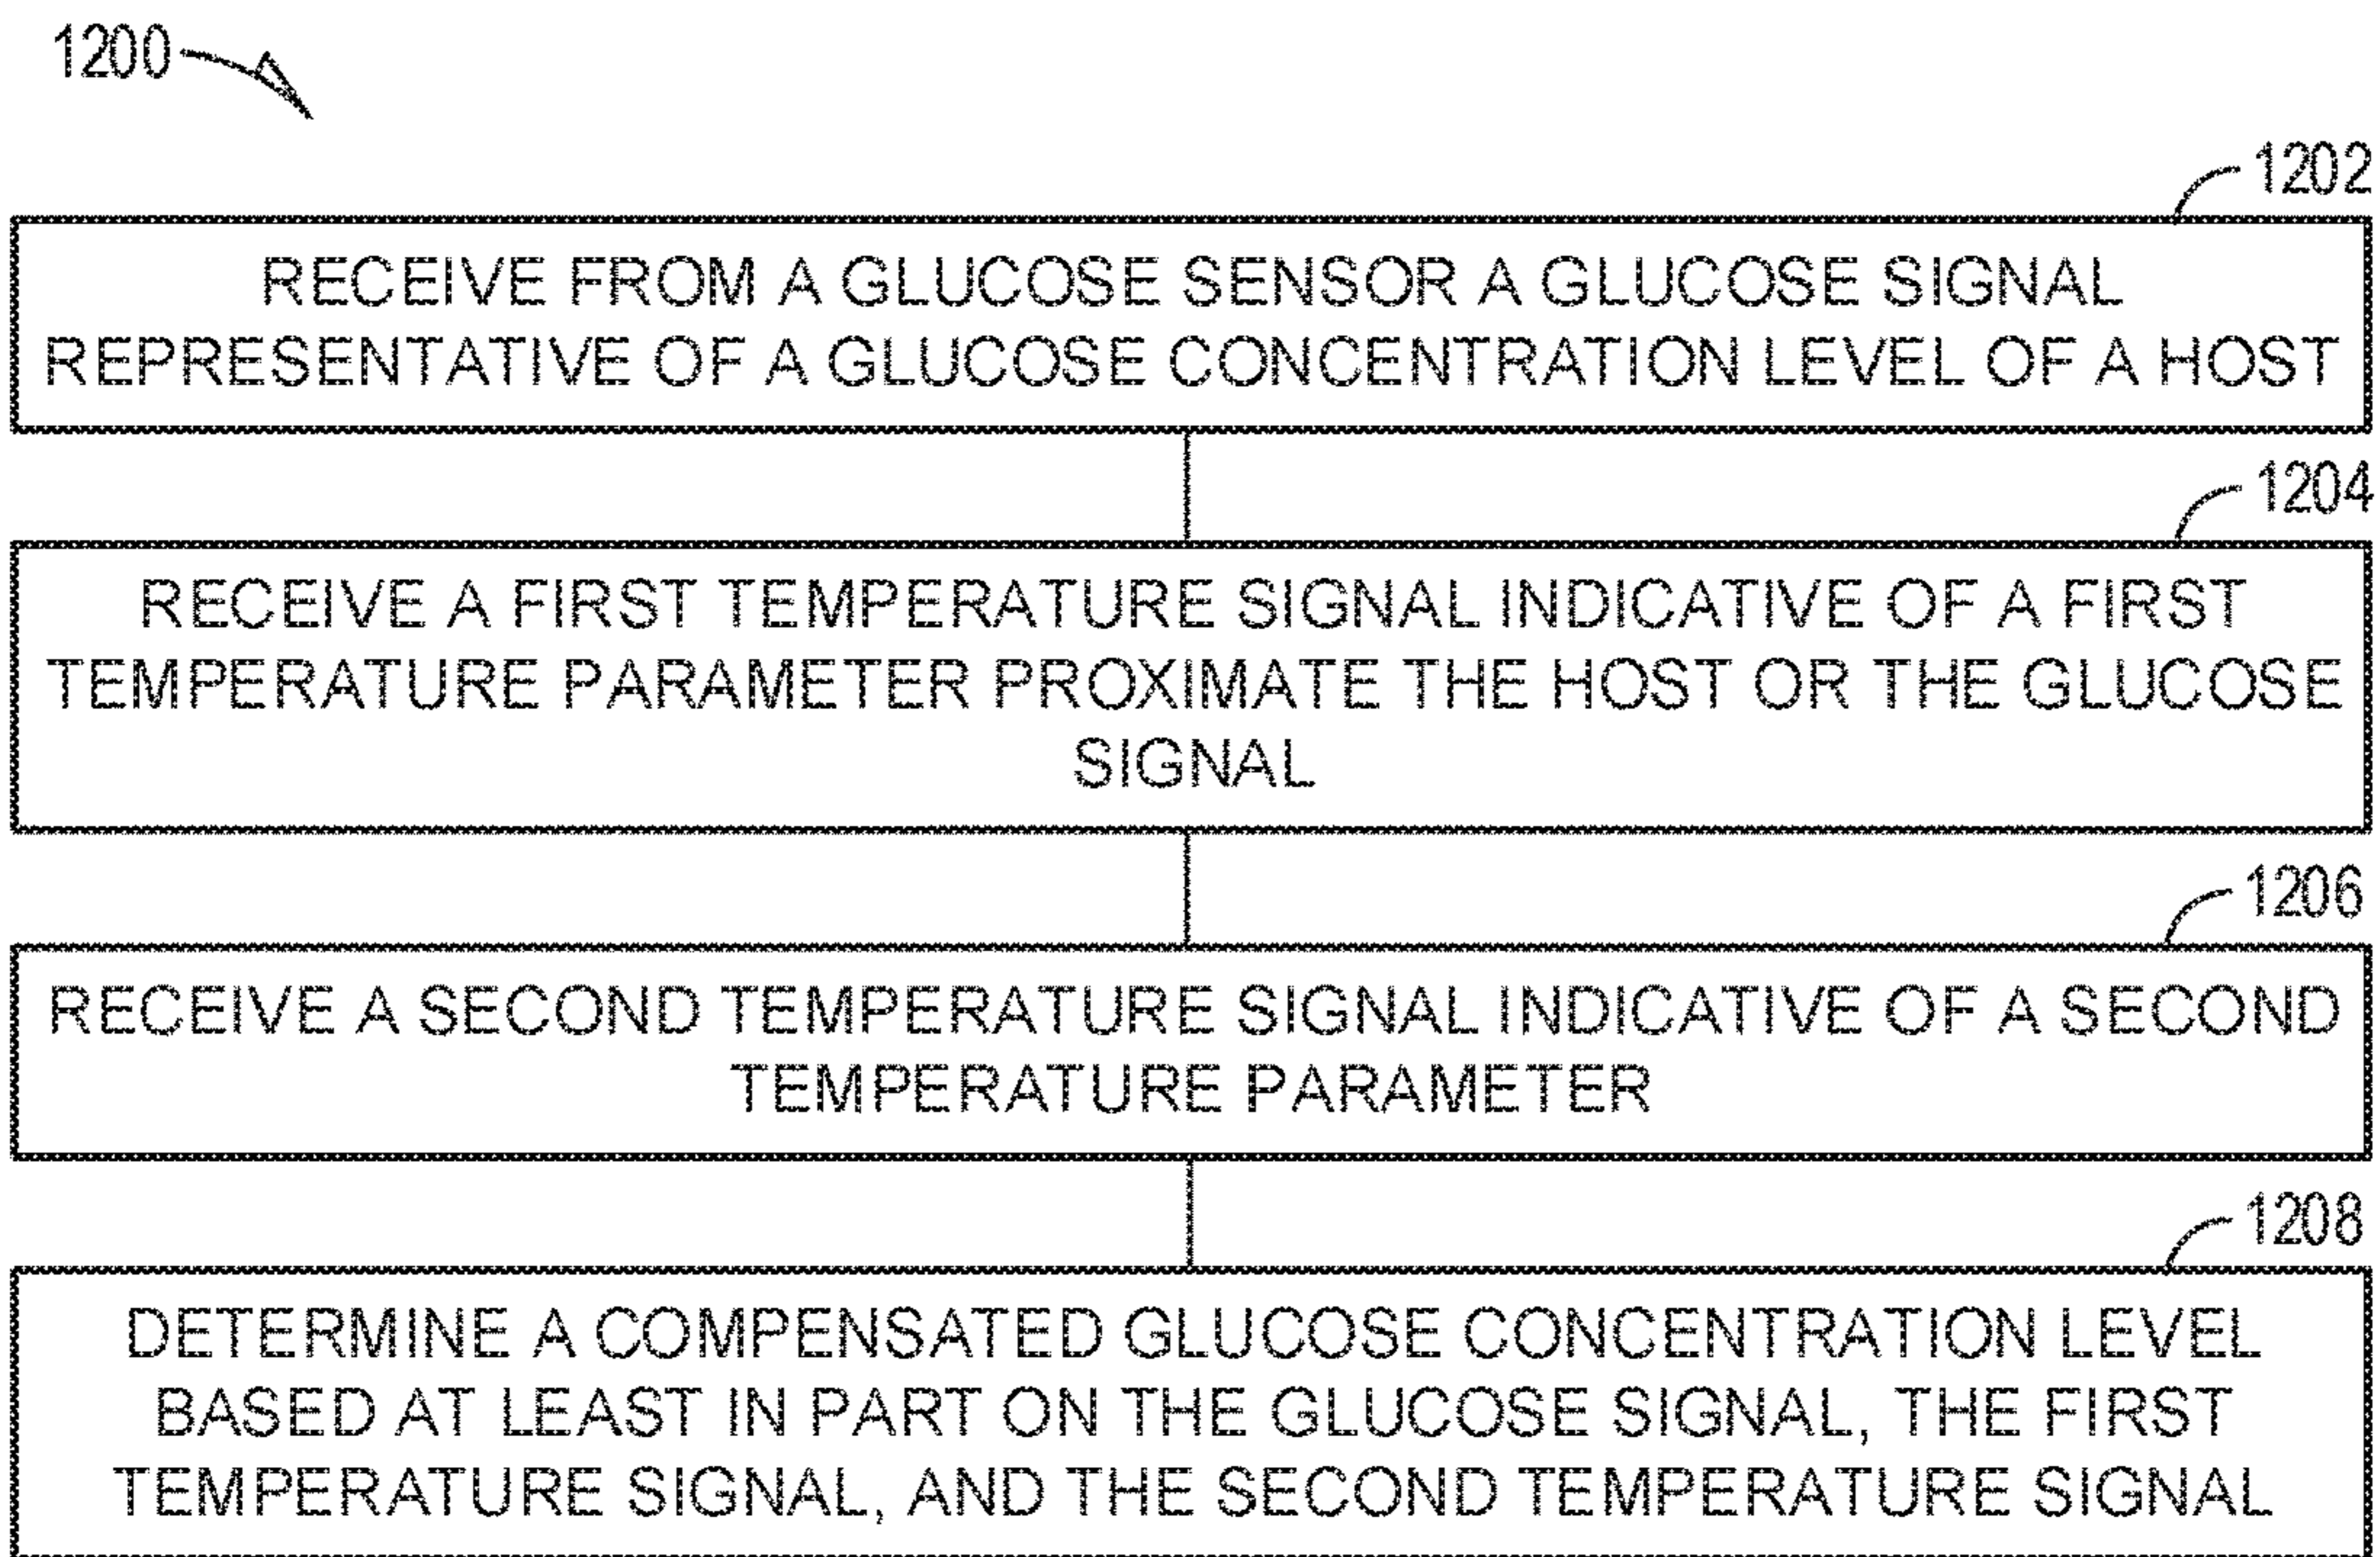 1200
1202
RECEIVE FROM A GLUCOSE SENSOR A GLUCOSE SIGNAL
REPRESENTATIVE OF A GLUCOSE CONCENTRATION LEVEL OF A HOST
1204
RECEIVE A FIRST TEMPERATURE SIGNAL INDICATIVE OF A FIRST
TEMPERATURE PARAMETER PROXIMATE THE HOST OR THE GLUCOSE
SIGNAL
1206
RECEIVE A SECOND TEMPERATURE SIGNAL INDICATIVE OF A SECOND
TEMPERATURE PARAMETER
1208
DETERMINE A COMPENSATED GLUCOSE CONCENTRATION LEVEL
BASED AT LEAST IN PART ON THE GLUCOSE SIGNAL, THE FIRST
TEMPERATURE SIGNAL, AND THE SECOND TEMPERATURE SIGNAL